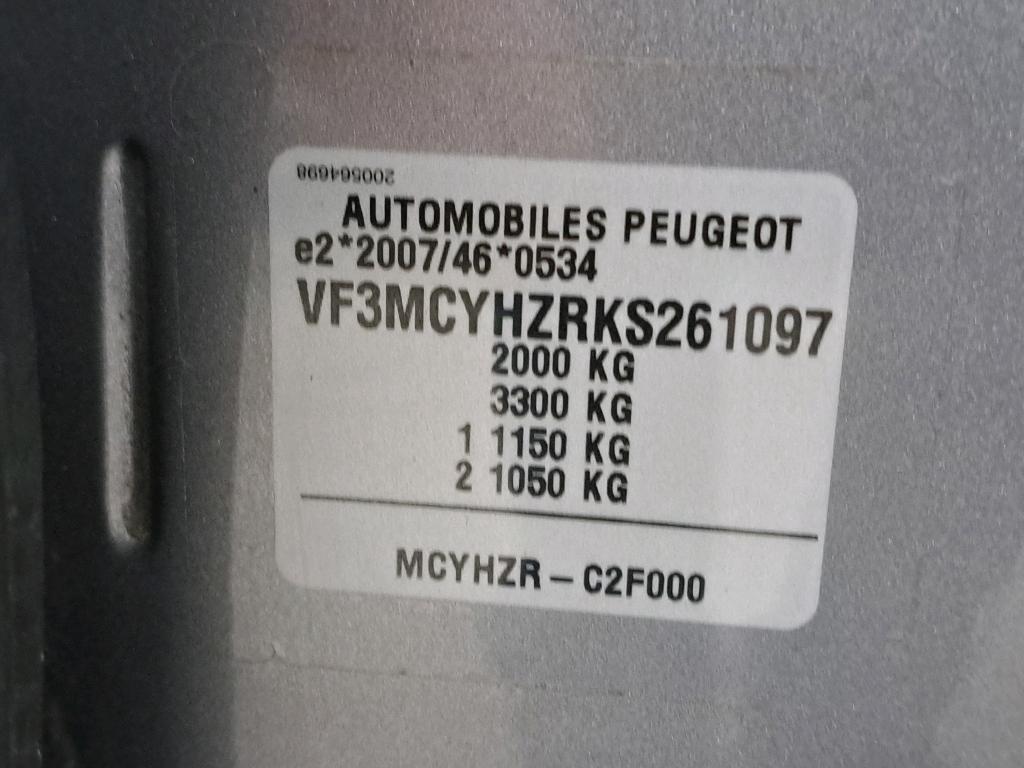 200564698
AUTOMOBILES PEUGEOT
e2*2007/46*0534
VF3MCYHZRKS261097
2000 KG
3300 KG
1 1150 KG
2 1050 KG
MCYHZR – C2F000